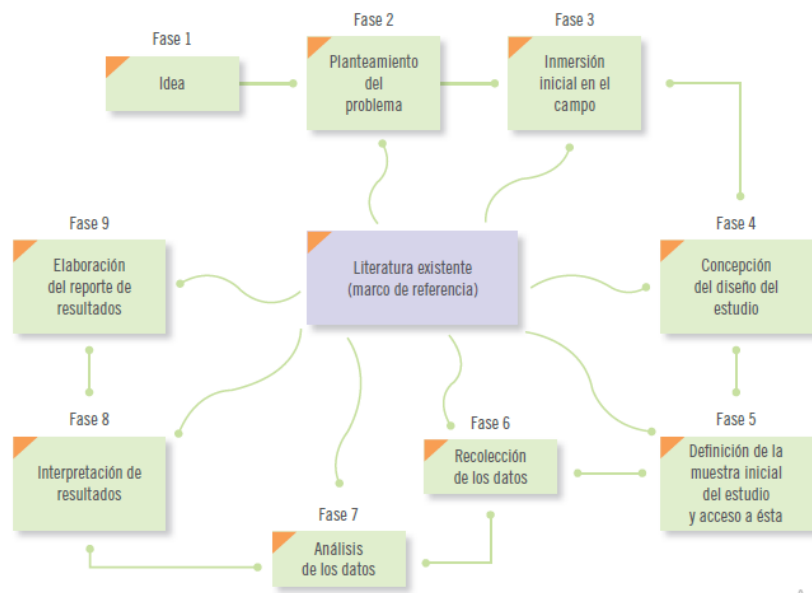 Fase 1
Idea
Fase 2
Planteamiento
del
problema
Fase 3
Inmersión
inicial en el
campo
Fase 4
Concepción
del diseño del
estudio
Fase 9
Elaboración
del reporte de
resultados
Literatura existente
(marco de referencia)
Fase 8
Interpretación de
resultados
Fase 7
Análisis
de los datos
Fase 6
Recolección
de los datos
Fase 5
Definición de la
muestra inicial
del estudio
y acceso a ésta